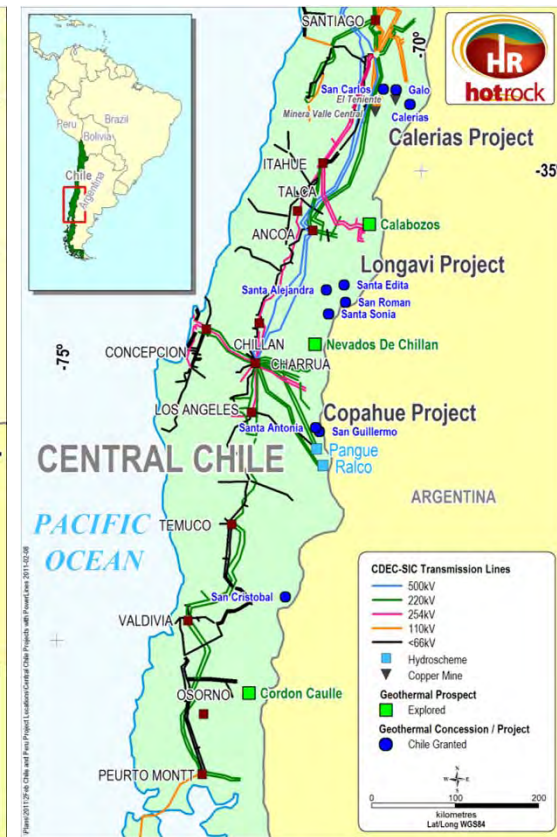 Peru
Brazil
Bolivia
Chile
Argentina
SANTIAGO
-70°
HR
hotrock
San Carlos
Galo
El Teniente
Minera Valle Central
Calerias
Calerias Project
ITAHUE
-35°
TALCA
ANCOA
Calabozos
Longavi Project
Santa Alejandra
Santa Edita
San Roman
Santa Sonia
-75°
CONCEPCION
CHILLAN
Nevados De Chillan
CHARRUA
LOS ANGELES
Copahue Project
Santa Antonia
San Guillermo
CENTRAL CHILE
Pangue
Ralco
ARGENTINA
PACIFIC
OCEAN
TEMUCO
San Cristobal
VALDIVIA
OSORNO
Cordon Caulle
PEURTO MONTT
CDEC-SIC Transmission Lines
500kV
220kV
254kV
110kV
<66kV
Hydroscheme
Copper Mine
Geothermal Prospect
Explored
Geothermal Concession / Project
Chile Granted
N
W
E
S
0 100 200
kilometres
Lat/Long WGS84